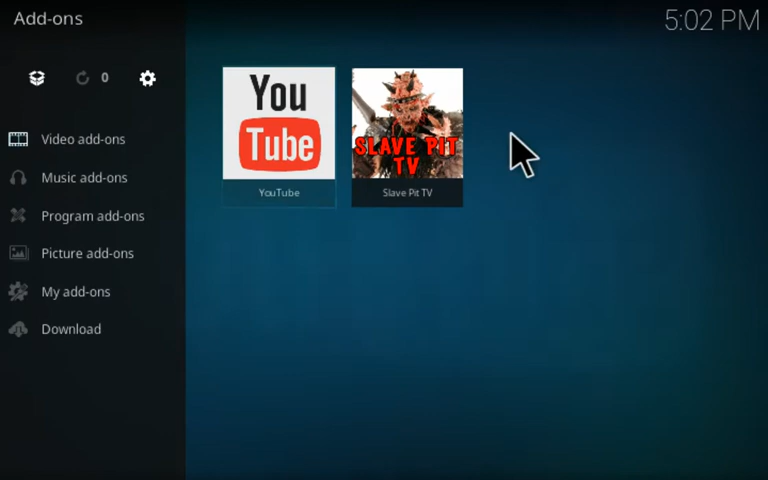 Add-ons
5:02 PM
0
Video add-ons
Music add-ons
Program add-ons
Picture add-ons
My add-ons
Download
You
Tube
YouTube
SLAVE PIT
TV
Slave Pit TV